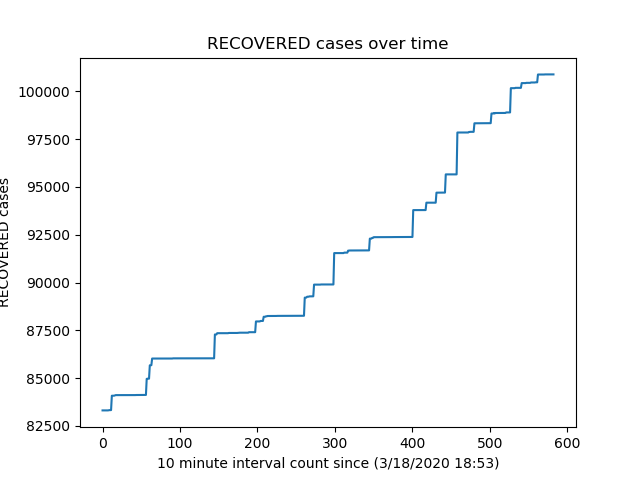 RECOVERED cases over time
100000
97500
95000
92500
90000
87500
85000
82500
RECOVERED cases
0 100 200 300 400 500 600
10 minute interval count since (3/18/2020 18:53)